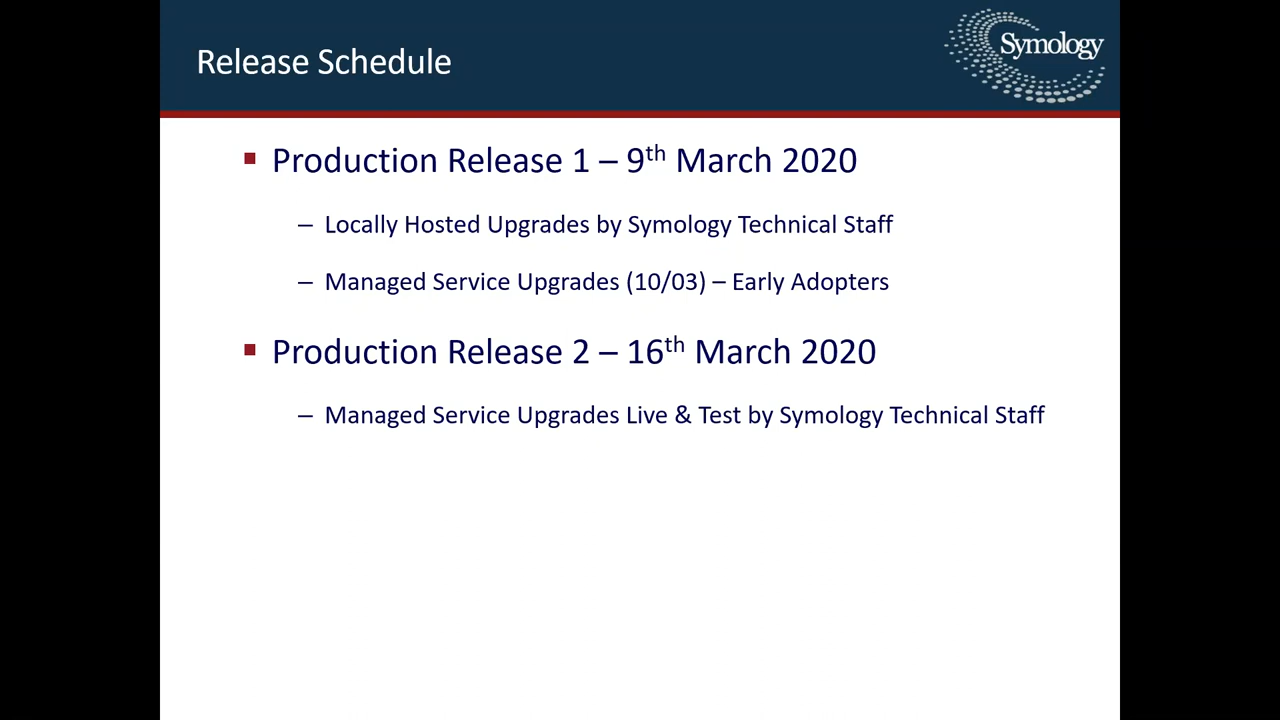 Release Schedule
Symology
▪ Production Release 1 – 9th March 2020
– Locally Hosted Upgrades by Symology Technical Staff
– Managed Service Upgrades (10/03) – Early Adopters
▪ Production Release 2 – 16th March 2020
– Managed Service Upgrades Live & Test by Symology Technical Staff